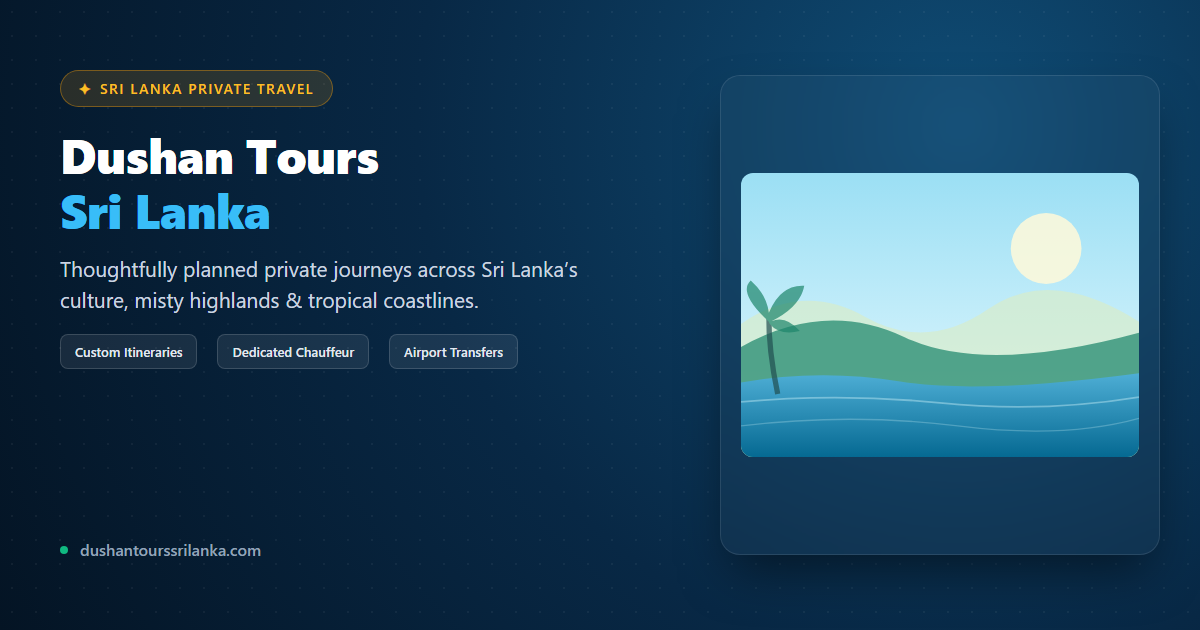 ✦ SRI LANKA PRIVATE TRAVEL
Dushan Tours
Sri Lanka
Thoughtfully planned private journeys across Sri Lanka’s
culture, misty highlands & tropical coastlines.
Custom Itineraries
Dedicated Chauffeur
Airport Transfers
dushantourssrilanka.com